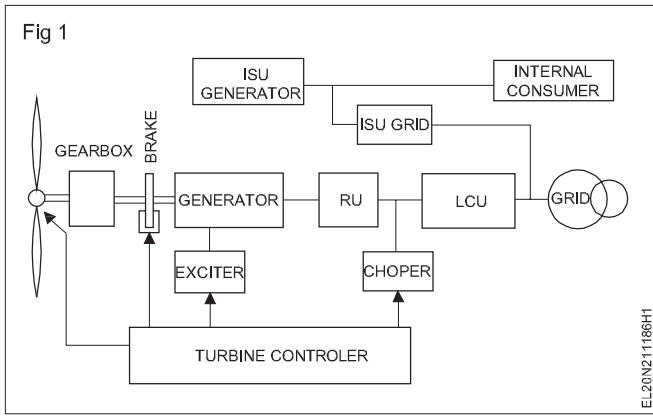 Fig 1
ISU
GENERATOR
INTERNAL
CONSUMER
ISU GRID
GEARBOX
BRAKE
GENERATOR
RU
LCU
GRID
EXCITER
CHOPER
TURBINE CONTROLER
EL20N211186H1